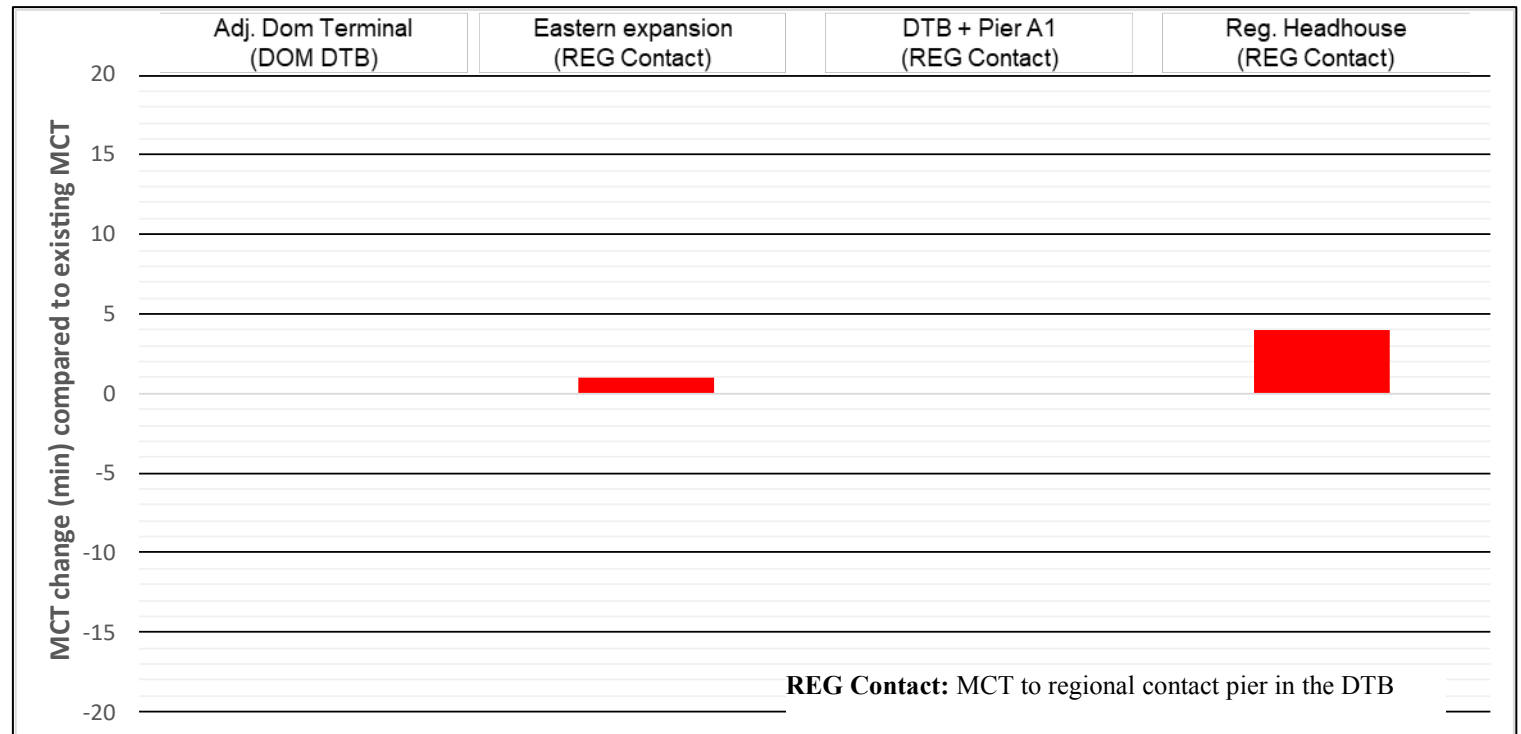 Adj. Dom Terminal
(DOM DTB)
Eastern expansion
(REG Contact)
DTB + Pier A1
(REG Contact)
Reg. Headhouse
(REG Contact)
MCT change (min) compared to existing MCT
20
15
10
5
0
-5
-10
-15
-20
REG Contact: MCT to regional contact pier in the DTB